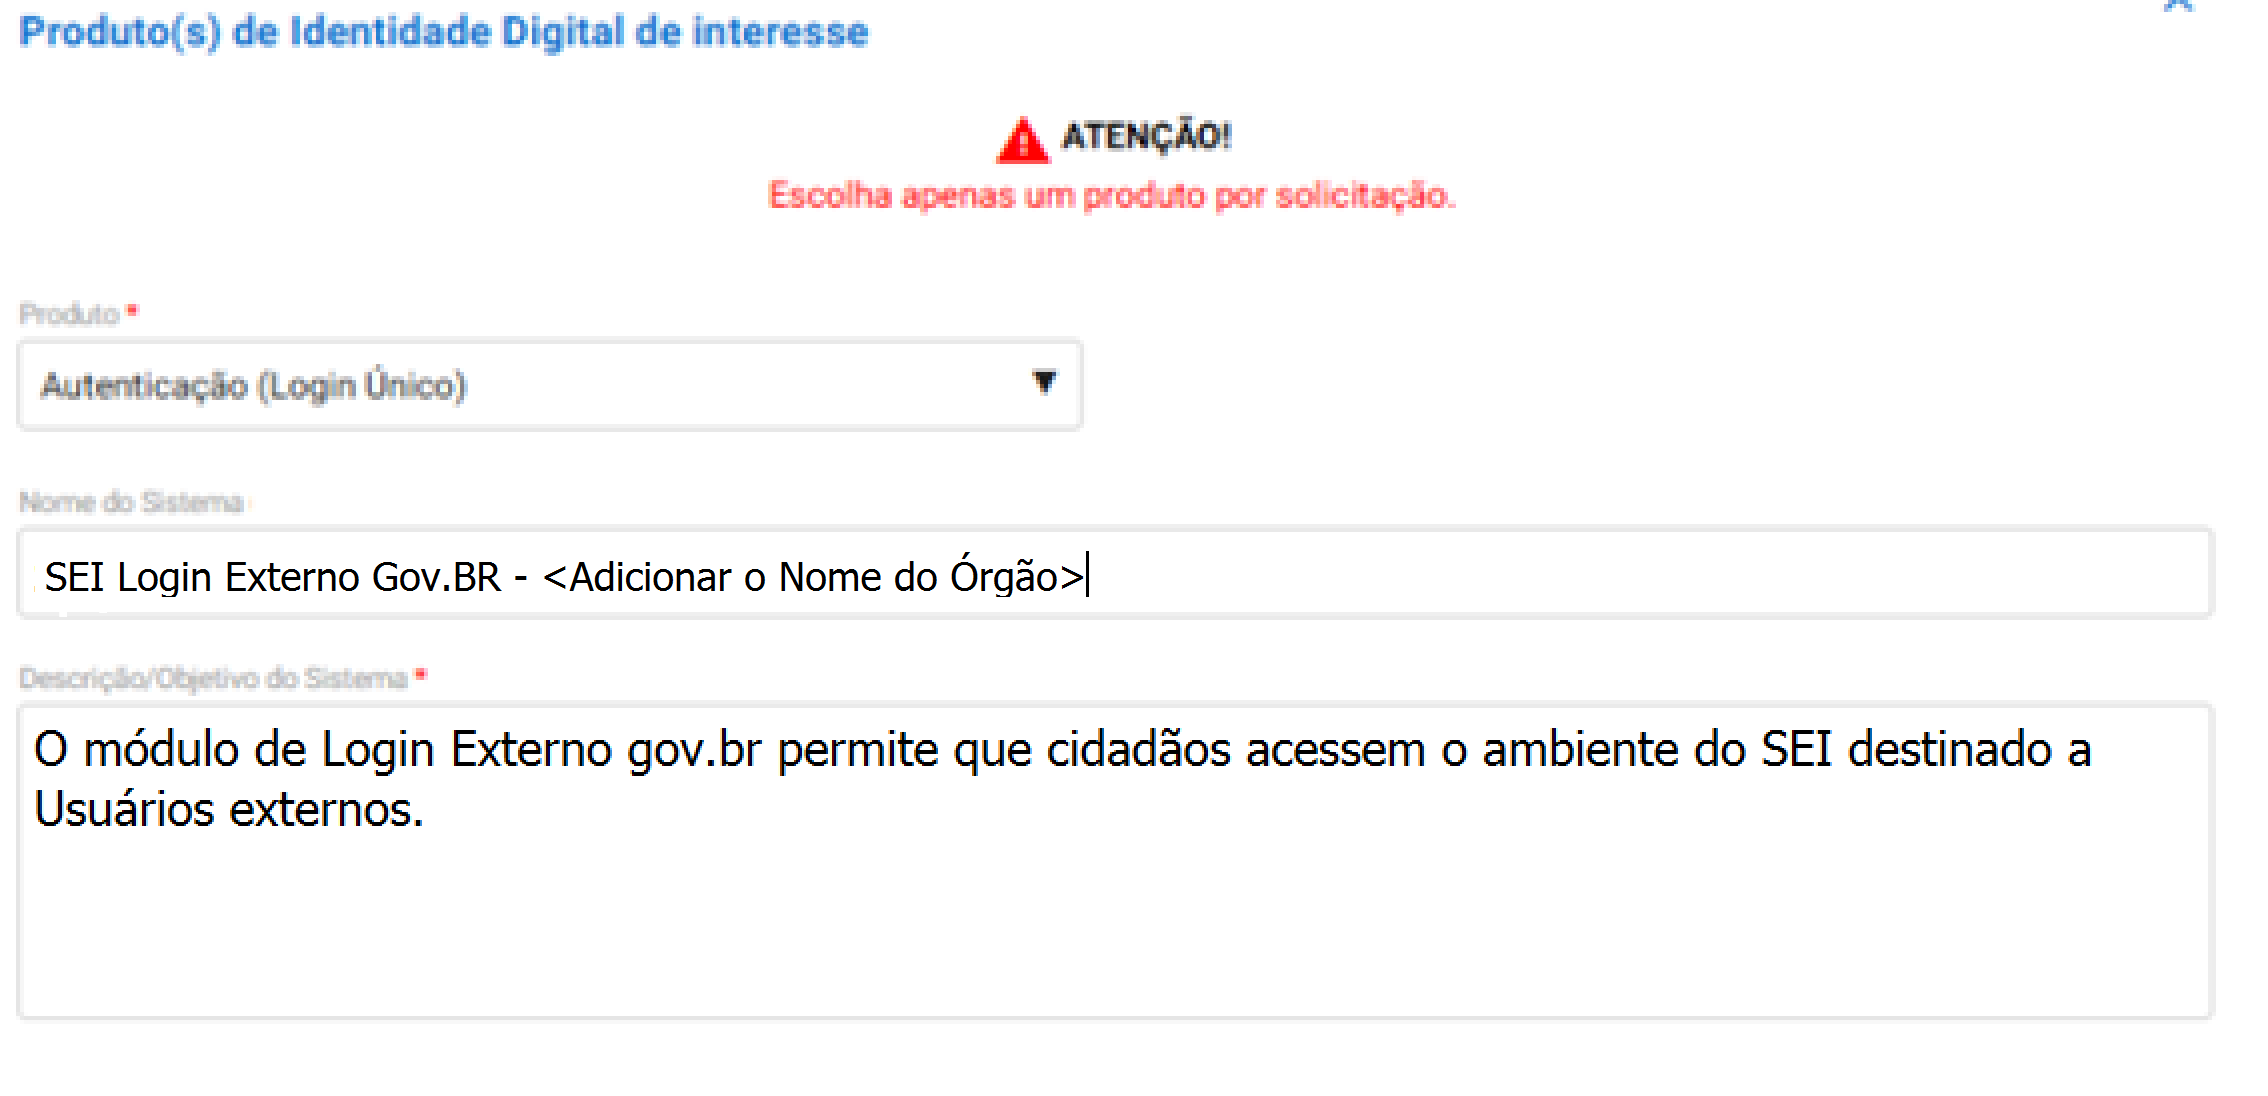 Produto(s) de Identidade Digital de interesse
ATENÇÃO!
Escolha apenas um produto por solicitação.
Produto *
Autenticação (Login Único)
Nome do Sistema
SEI Login Externo Gov.BR - <Adicionar o Nome do Órgão>
Descrição/Objetivo do Sistema *
O módulo de Login Externo gov.br permite que cidadãos acessem o ambiente do SEI destinado a
Usuários externos.